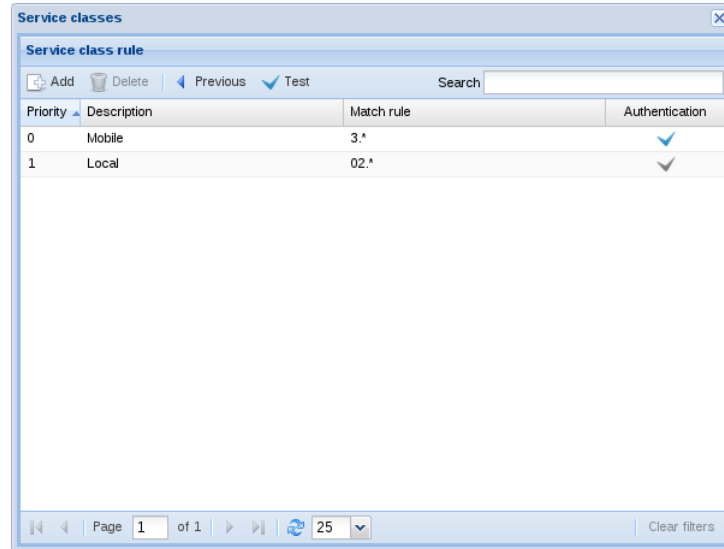 Service classes
Service class rule
Add Delete Previous Test Search
Priority Description Match rule Authentication
0 Mobile 3.*
1 Local 02.*
Page 1 of 1 25 Clear filters